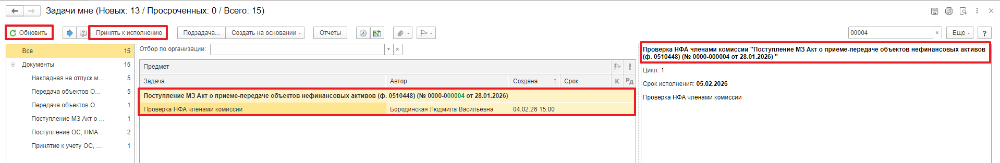 Задачи мне (Новых: 13 / Просроченных: 0 / Всего: 15)
Обновить Принять к исполнению Подзадача... Создать на основании Отчеты 00004 × Еще ?
Все 15
Документы 15
Накладная на отпуск м... 5
Передача объектов О... 5
Передача объектов О... 1
Поступление МЗ Акт о ... 1
Поступление ОС, НМА... 2
Принятие к учету ОС, ... 1
Отбор по организации: ×
Предмет
Задача Автор Создана ↑ Срок К Рд
Поступление МЗ Акт о приеме-передаче объектов нефинансовых активов (ф. 0510448) (№ 0000-000004 от 28.01.2026)
Проверка НФА членами комиссии Бородинская Людмила Васильевна 04.02.26 15:00
Проверка НФА членами комиссии "Поступление МЗ Акт о приеме-передаче объектов нефинансовых активов
(ф. 0510448) (№ 0000-000004 от 28.01.2026) "
Цикл: 1
Срок исполнения: 05.02.2026
Проверка НФА членами комиссии